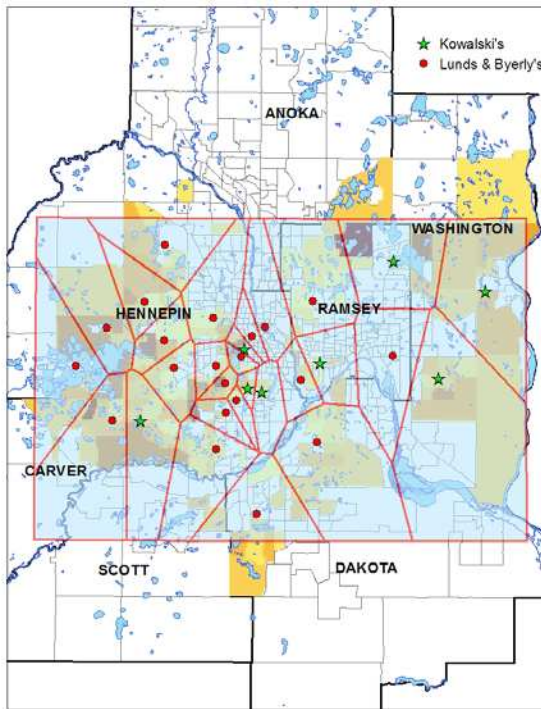 Kowalski's
Lunds & Byerly's
ANOKA
WASHINGTON
HENNEPIN
RAMSEY
CARVER
SCOTT
DAKOTA